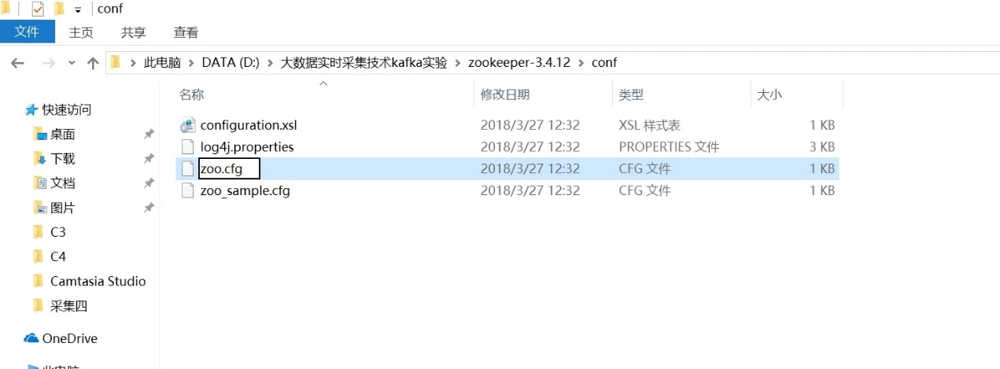 conf
文件 主页 共享 查看
此电脑 DATA (D:) 大数据实时采集技术kafka实验 zookeeper-3.4.12 conf
名称 修改日期 类型 大小
快速访问
桌面
下载
文档
图片
C3
C4
Camtasia Studio
采集四
OneDrive
此电脑
configuration.xsl 2018/3/27 12:32 XSL 样式表 1 KB
log4j.properties 2018/3/27 12:32 PROPERTIES 文件 3 KB
zoo.cfg 2018/3/27 12:32 CFG 文件 1 KB
zoo_sample.cfg 2018/3/27 12:32 CFG 文件 1 KB